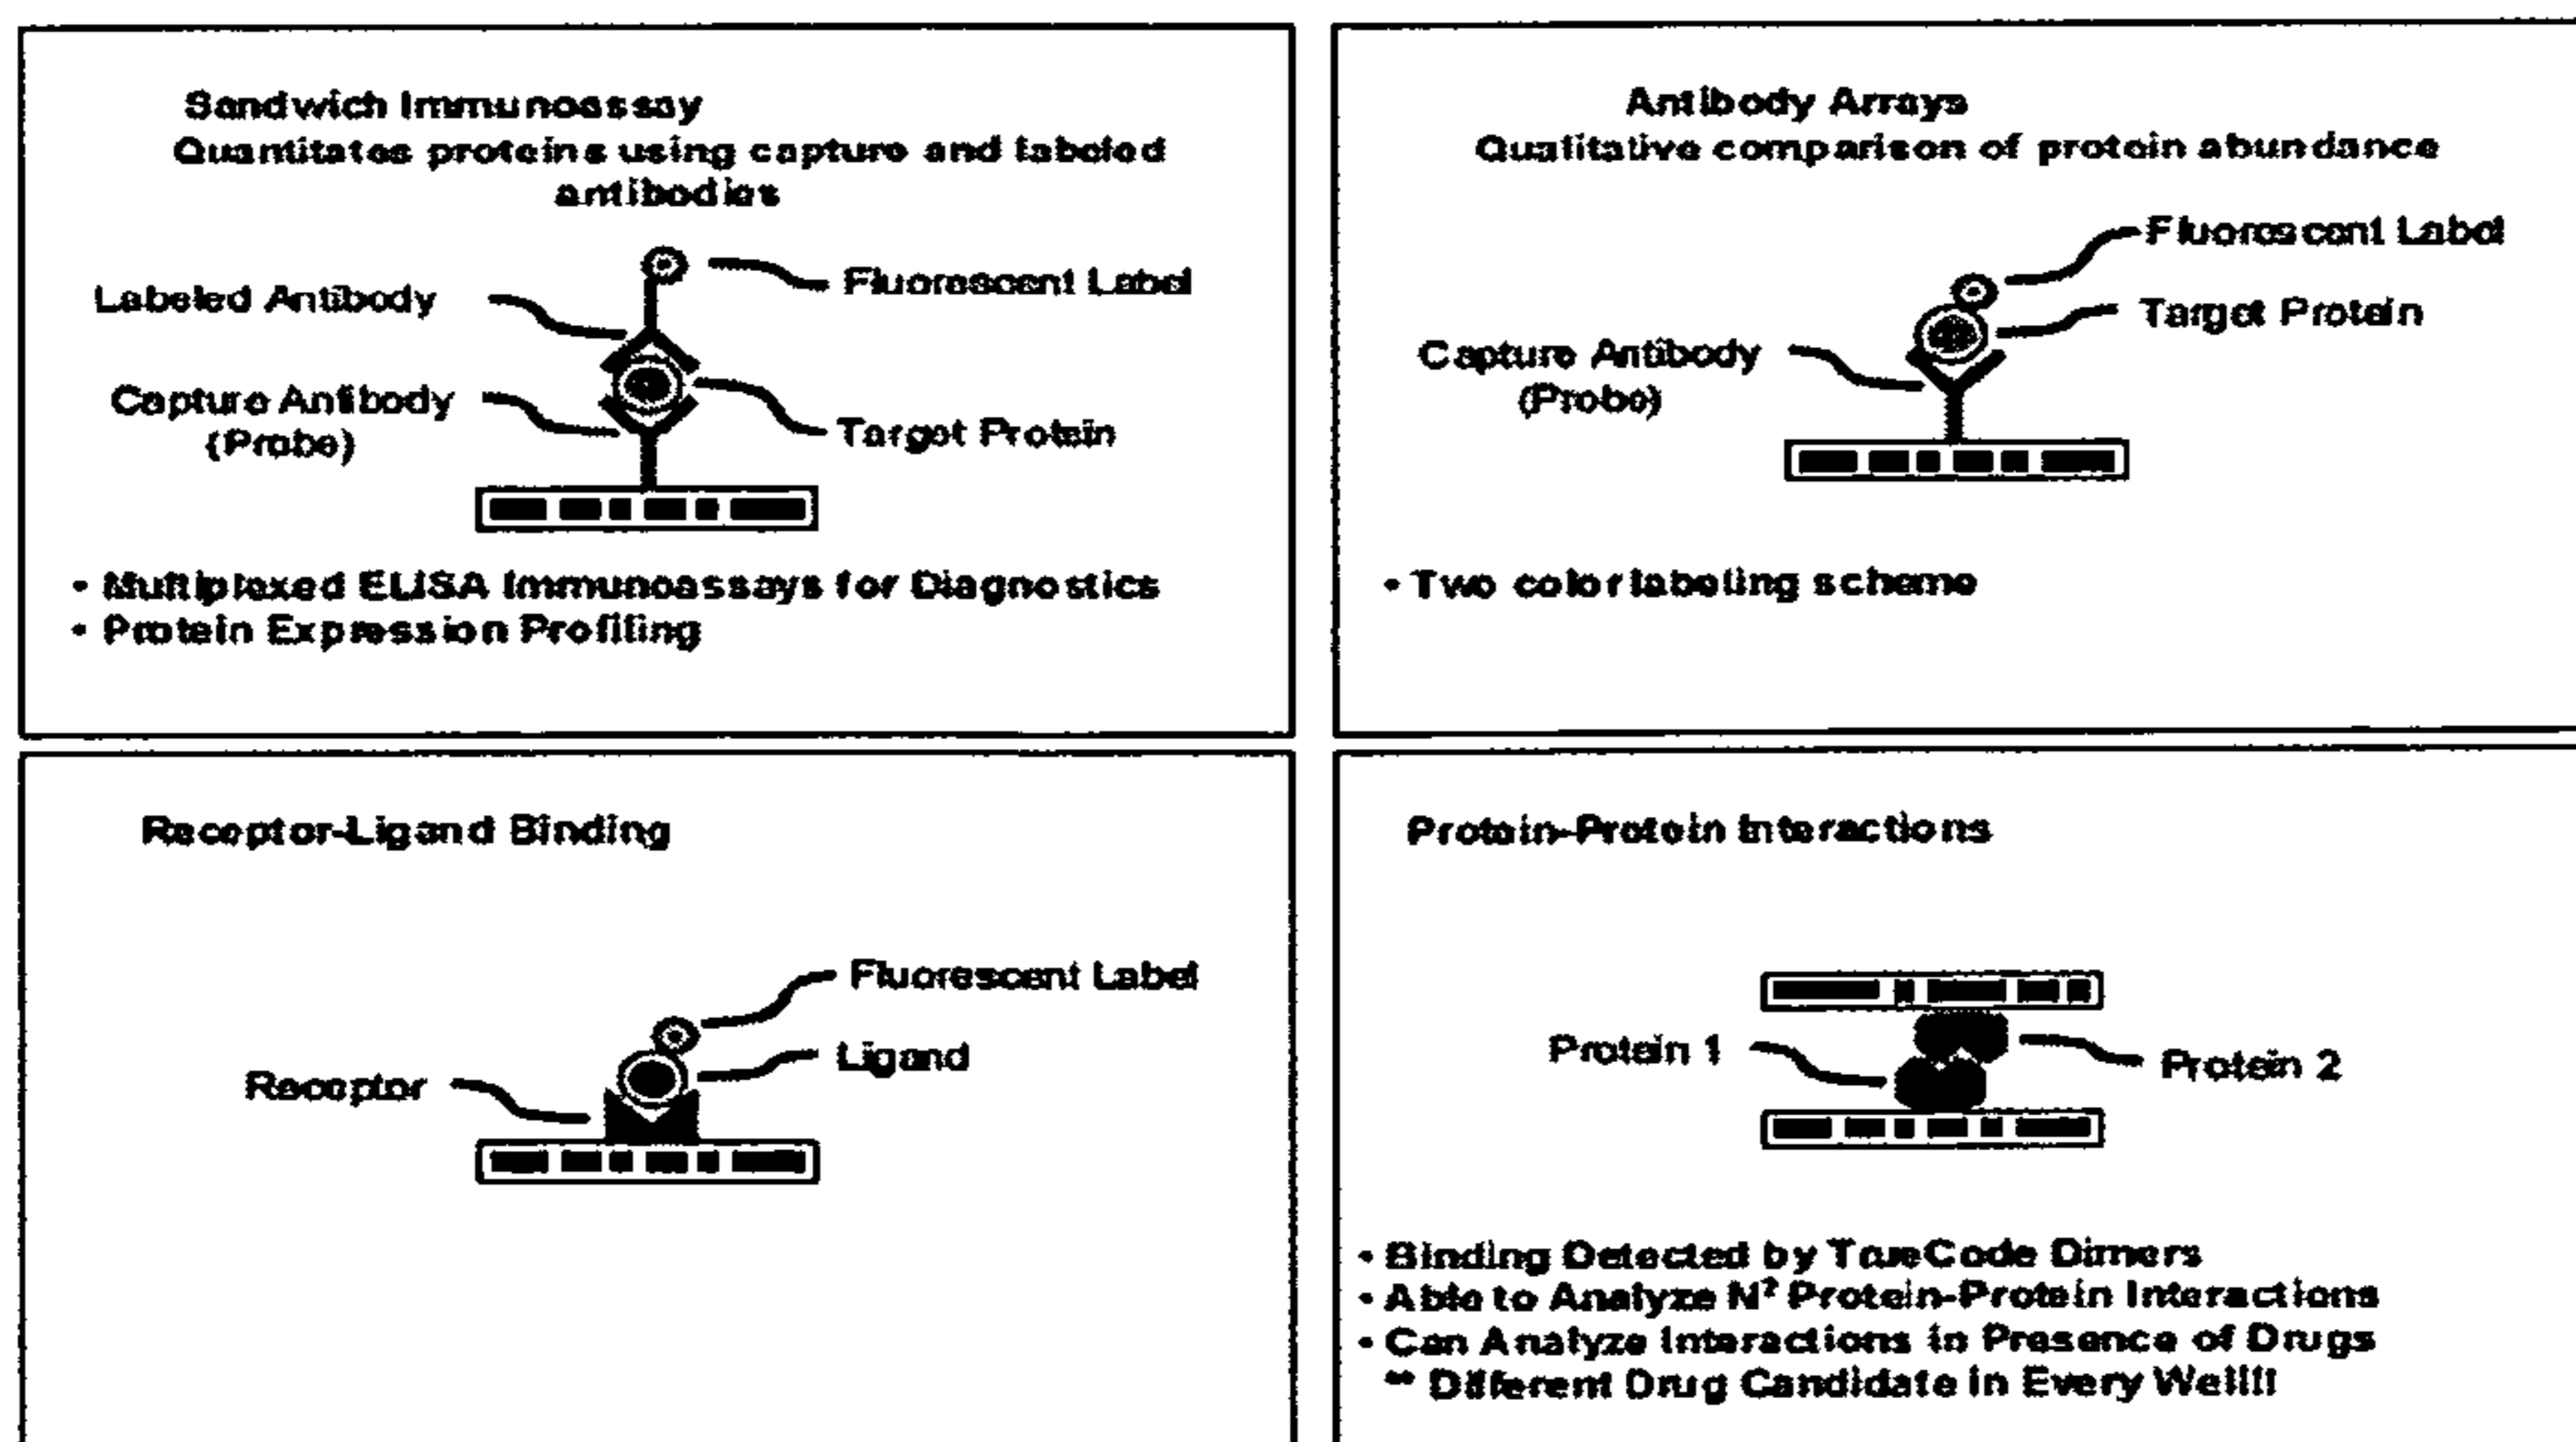 Sandwich Immunoassay
Quantitates proteins using capture and labeled
antibodies
Labeled Antibody
Fluorescent Label
Capture Antibody
(Probe)
Target Protein
• Multiplexed ELISA Immunoassays for Diagnostics
• Protein Expression Profiling
Antibody Arrays
Qualitative comparison of protein abundance
Fluorescent Label
Target Protein
Capture Antibody
(Probe)
• Two color labeling scheme
Receptor-Ligand Binding
Fluorescent Label
Ligand
Receptor
Protein-Protein Interactions
Protein 1
Protein 2
• Binding Detected by TrueCode Dimers
• Able to Analyze N² Protein-Protein Interactions
• Can Analyze Interactions in Presence of Drugs
** Different Drug Candidate in Every Well!!